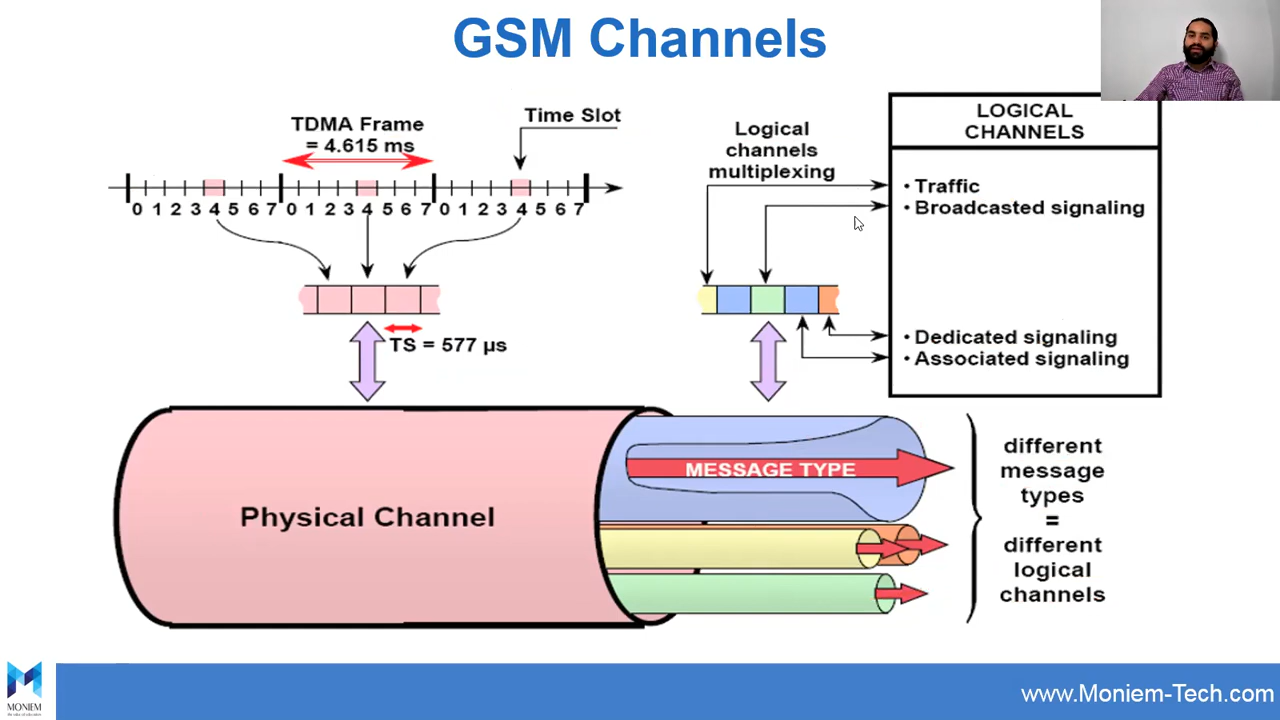 GSM Channels
TDMA Frame
= 4.615 ms
Time Slot
0 1 2 3 4 5 6 7 0 1 2 3 4 5 6 7 0 1 2 3 4 5 6 7
TS = 577 µs
Logical
channels
multiplexing
LOGICAL
CHANNELS
• Traffic
• Broadcasted signaling
• Dedicated signaling
• Associated signaling
Physical Channel
MESSAGE TYPE
different
message
types
=
different
logical
channels
MONIEM
www.Moniem-Tech.com